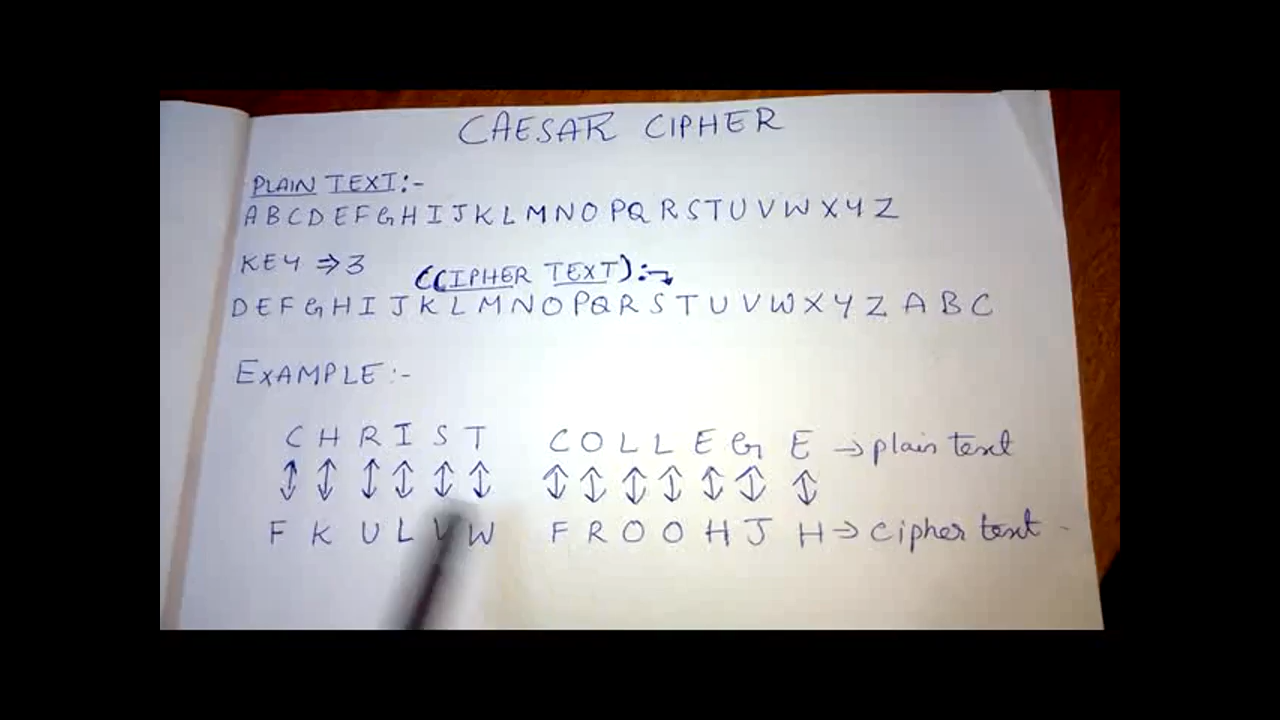 CAESAR CIPHER
PLAIN TEXT:-
A B C D E F G H I J K L M N O P Q R S T U V W X Y Z
KEY ⇒ 3 ((CIPHER TEXT):→
D E F G H I J K L M N O P Q R S T U V W X Y Z A B C
EXAMPLE:-
C H R I S T C O L L E G E → plain text
↕ ↕ ↕ ↕ ↕ ↕ ↕ ↕ ↕ ↕ ↕ ↕ ↕
F K U L V W F R O O H J H → cipher text -